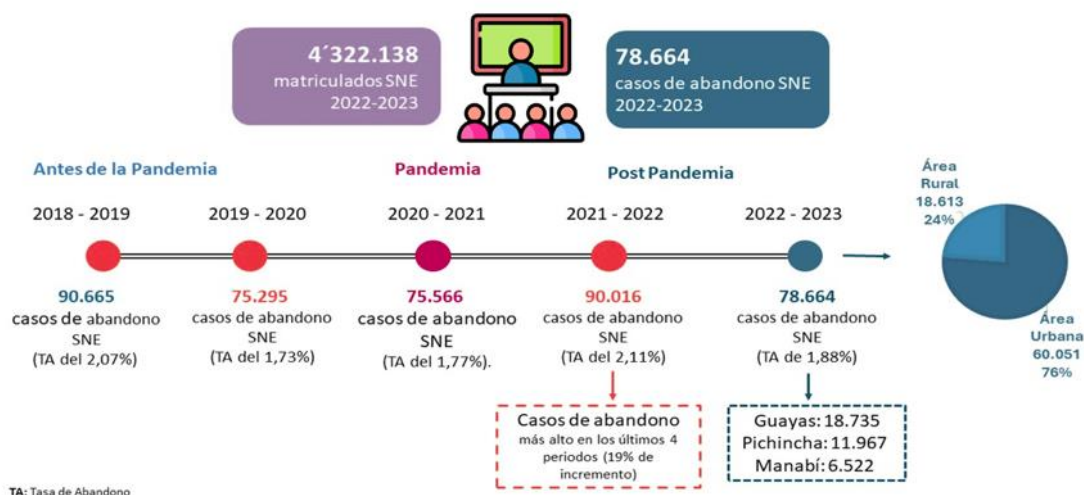 4´322.138
matriculados SNE
2022-2023
78.664
casos de abandono SNE
2022-2023
Antes de la Pandemia
Pandemia
Post Pandemia
2018 - 2019
2019 - 2020
2020 - 2021
2021 - 2022
2022 - 2023
90.665
casos de abandono
SNE
(TA del 2,07%)
75.295
casos de abandono
SNE
(TA del 1,73%)
75.566
casos de abandono
SNE
(TA del 1,77%).
90.016
casos de abandono
SNE
(TA del 2,11%)
78.664
casos de abandono
SNE
(TA de 1,88%)
Casos de abandono
más alto en los últimos 4
periodos (19% de
incremento)
Guayas: 18.735
Pichincha: 11.967
Manabí: 6.522
Área
Rural
18.613
24%
Área
Urbana
60.051
76%
TA: Tasa de Abandono